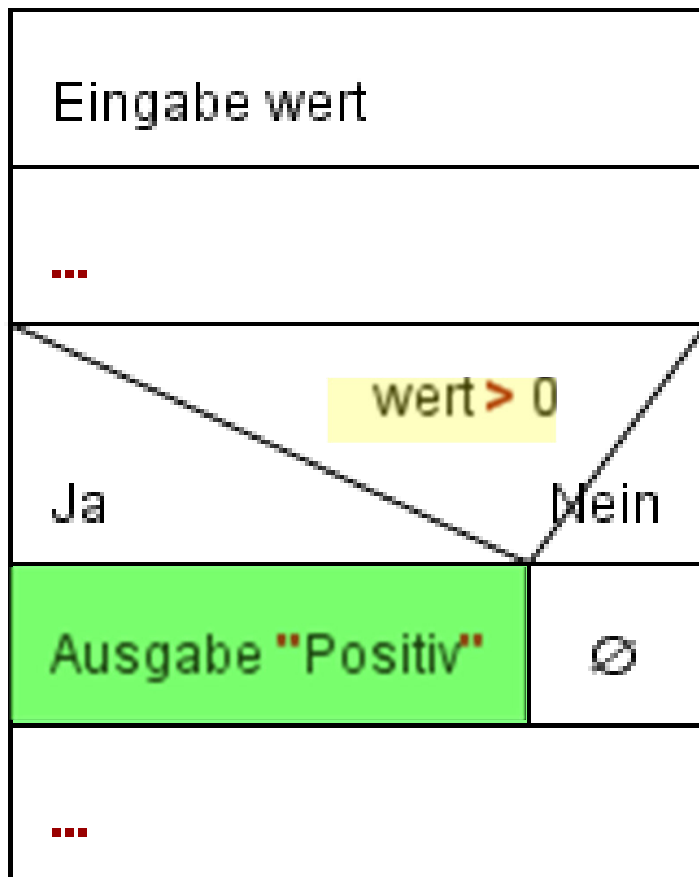 Eingabe wert
...
wert > 0
Ja Nein
Ausgabe "Positiv" ∅
...